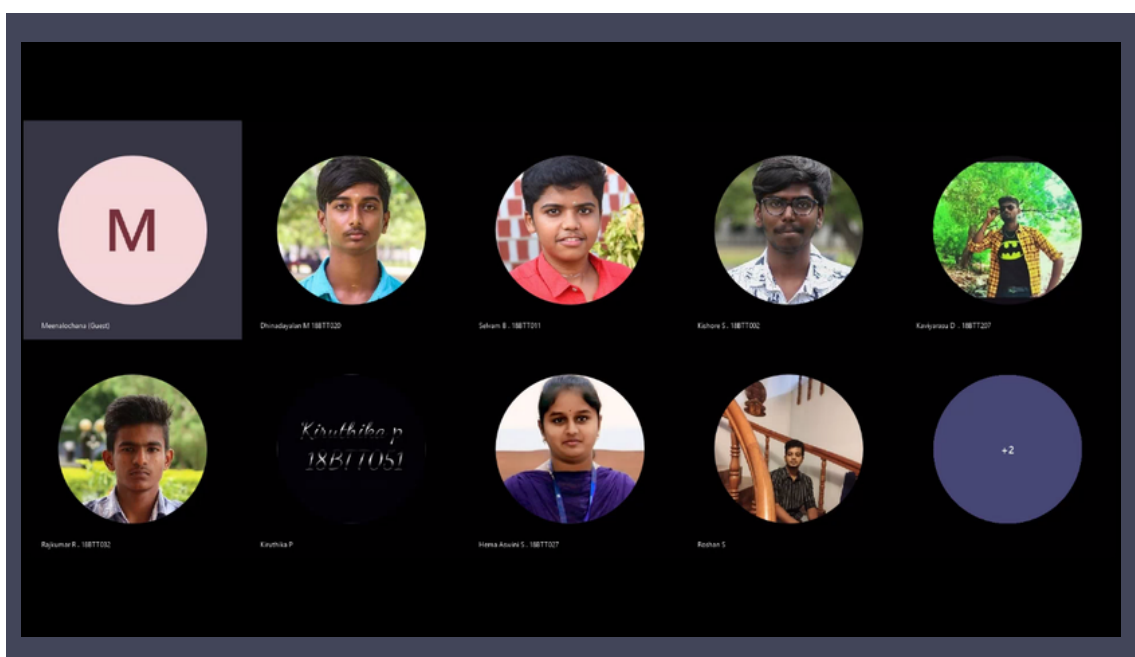 M
Meenalochana (Guest)
Dhinadayalan M 18BTT020
Selvam B . 18BTT011
Kishore S . 18BTT002
Kaviyarasu D . 18BTT207
Rajkumar R . 18BTT032
Kiruthika p
18BTT051
Kiruthika P
Hema Aswini S . 18BTT027
Roshan S
+2